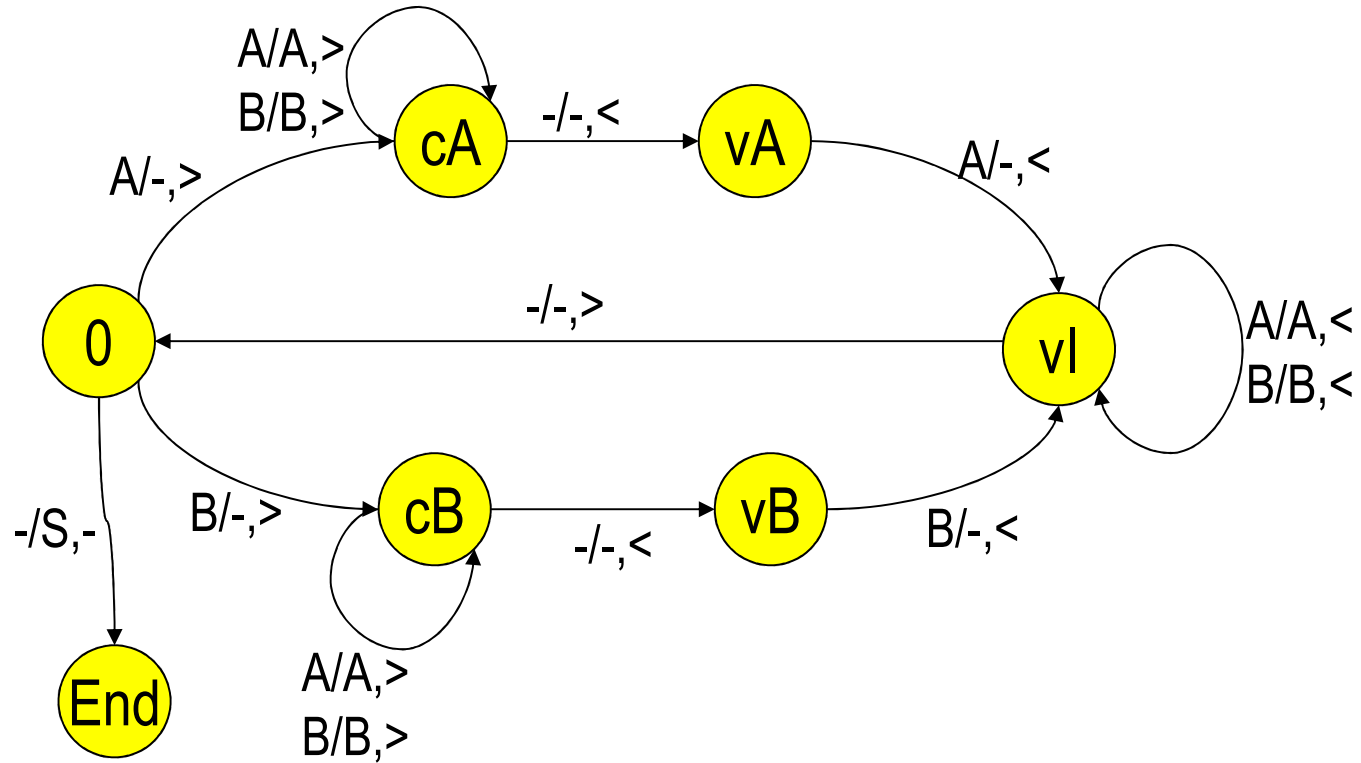 A/A,>
B/B,>
cA
-/-,<
vA
A/-,<
A/-,>
0
-/-,>
vI
A/A,<
B/B,<
B/-,>
cB
-/-,<
vB
B/-,<
-/S,-
End
A/A,>
B/B,>